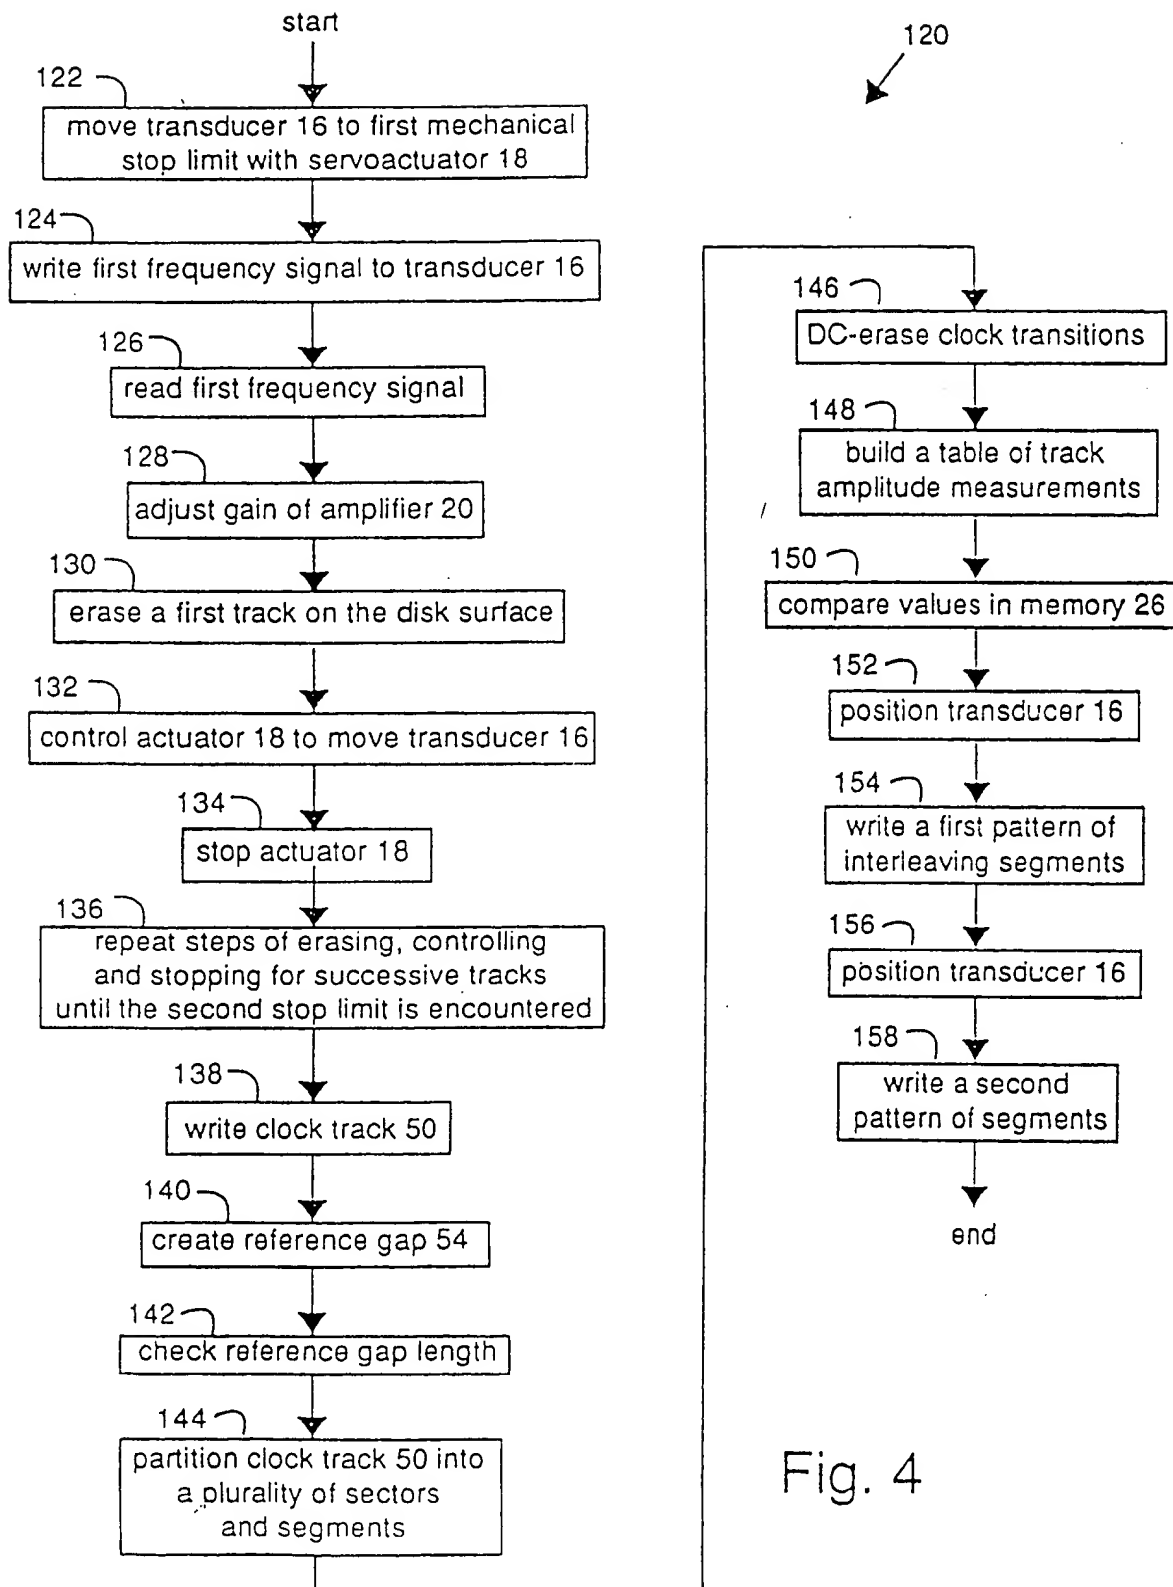 start
122
move transducer 16 to first mechanical
stop limit with servoactuator 18
124
write first frequency signal to transducer 16
126
read first frequency signal
128
adjust gain of amplifier 20
130
erase a first track on the disk surface
132
control actuator 18 to move transducer 16
134
stop actuator 18
136
repeat steps of erasing, controlling
and stopping for successive tracks
until the second stop limit is encountered
138
write clock track 50
140
create reference gap 54
142
check reference gap length
144
partition clock track 50 into
a plurality of sectors
and segments
120
146
DC-erase clock transitions
148
build a table of track
amplitude measurements
150
compare values in memory 26
152
position transducer 16
154
write a first pattern of
interleaving segments
156
position transducer 16
158
write a second
pattern of segments
end
Fig. 4